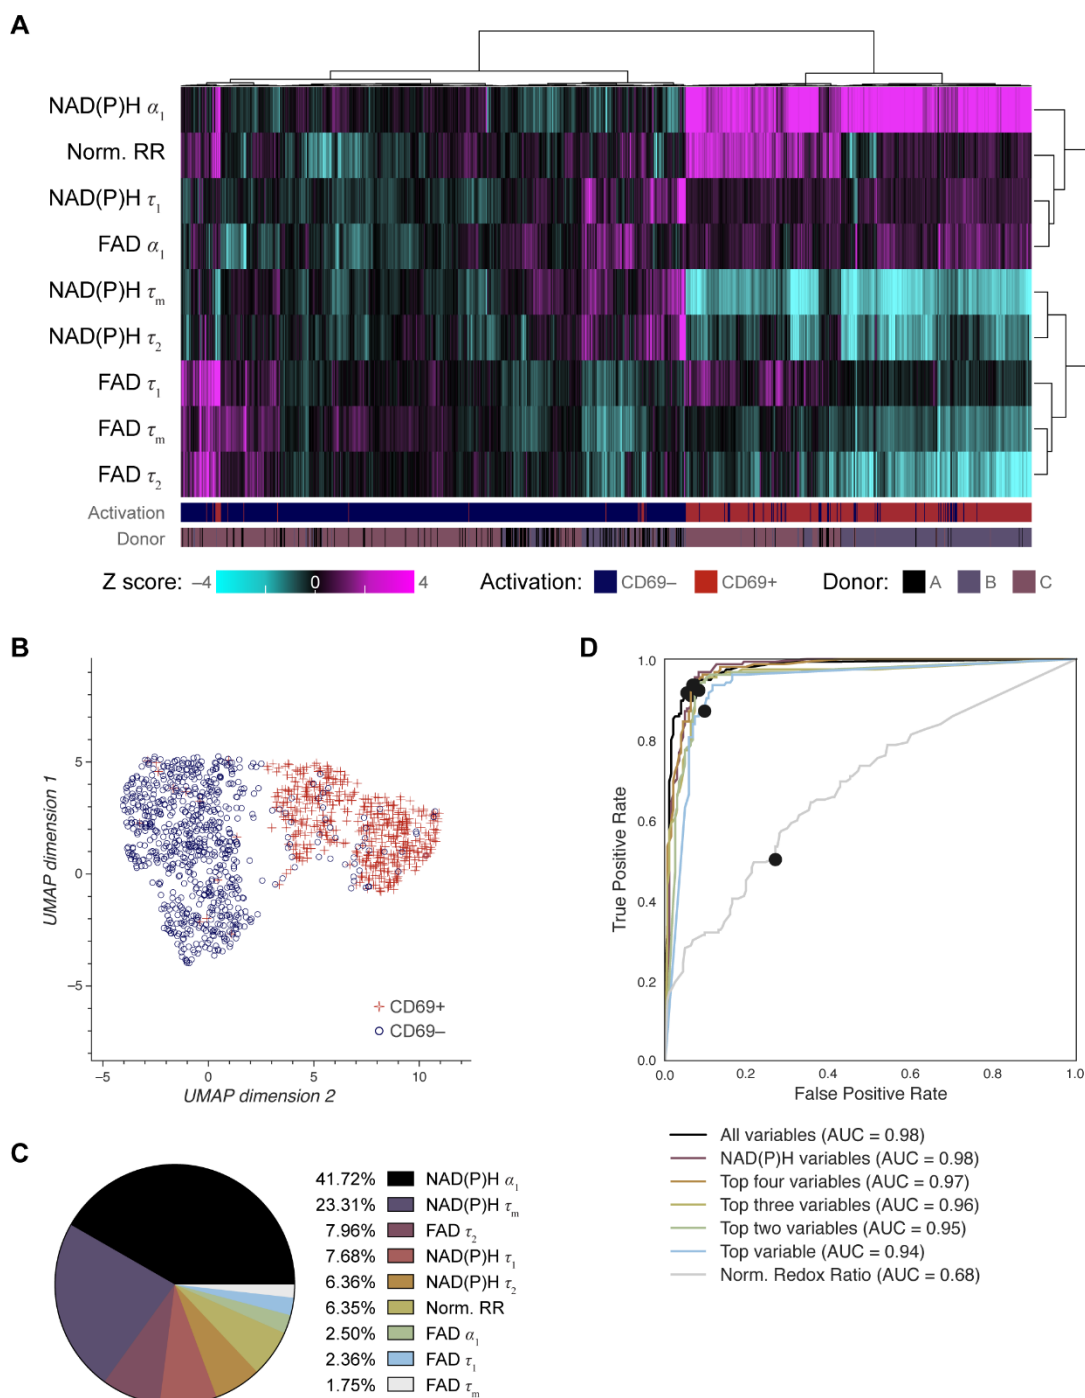 A
NAD(P)H α1
Norm. RR
NAD(P)H τ1
FAD α1
NAD(P)H τm
NAD(P)H τ2
FAD τ1
FAD τm
FAD τ2
Activation
Donor
Z score: –4 0 4 Activation: CD69– CD69+ Donor: A B C
B
UMAP dimension 1
5
0
–5
–5 0 5 10
UMAP dimension 2
CD69+
CD69–
C
41.72% NAD(P)H α1
23.31% NAD(P)H τm
7.96% FAD τ2
7.68% NAD(P)H τ1
6.36% NAD(P)H τ2
6.35% Norm. RR
2.50% FAD α1
2.36% FAD τ1
1.75% FAD τm
D
True Positive Rate
1.0
0.8
0.6
0.4
0.2
0.0
0.0 0.2 0.4 0.6 0.8 1.0
False Positive Rate
All variables (AUC = 0.98)
NAD(P)H variables (AUC = 0.98)
Top four variables (AUC = 0.97)
Top three variables (AUC = 0.96)
Top two variables (AUC = 0.95)
Top variable (AUC = 0.94)
Norm. Redox Ratio (AUC = 0.68)